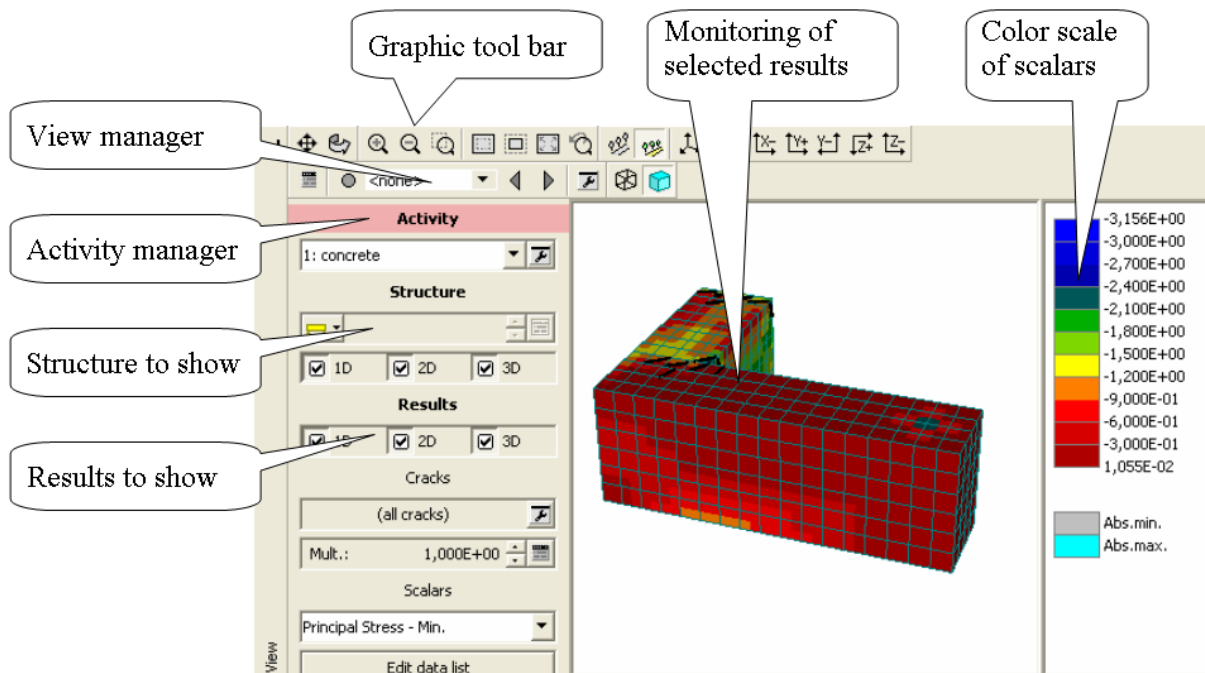 Graphic tool bar
Monitoring of
selected results
Color scale
of scalars
View manager
X- Y+ Y- Z+ Z-
<none>
Activity manager
Activity
1: concrete
Structure
Structure to show
1D 2D 3D
Results
1D 2D 3D
Results to show
Cracks
(all cracks)
Mult.: 1,000E+00
Scalars
Principal Stress - Min.
Edit data list
View
-3,156E+00
-3,000E+00
-2,700E+00
-2,400E+00
-2,100E+00
-1,800E+00
-1,500E+00
-1,200E+00
-9,000E-01
-6,000E-01
-3,000E-01
1,055E-02
Abs.min.
Abs.max.